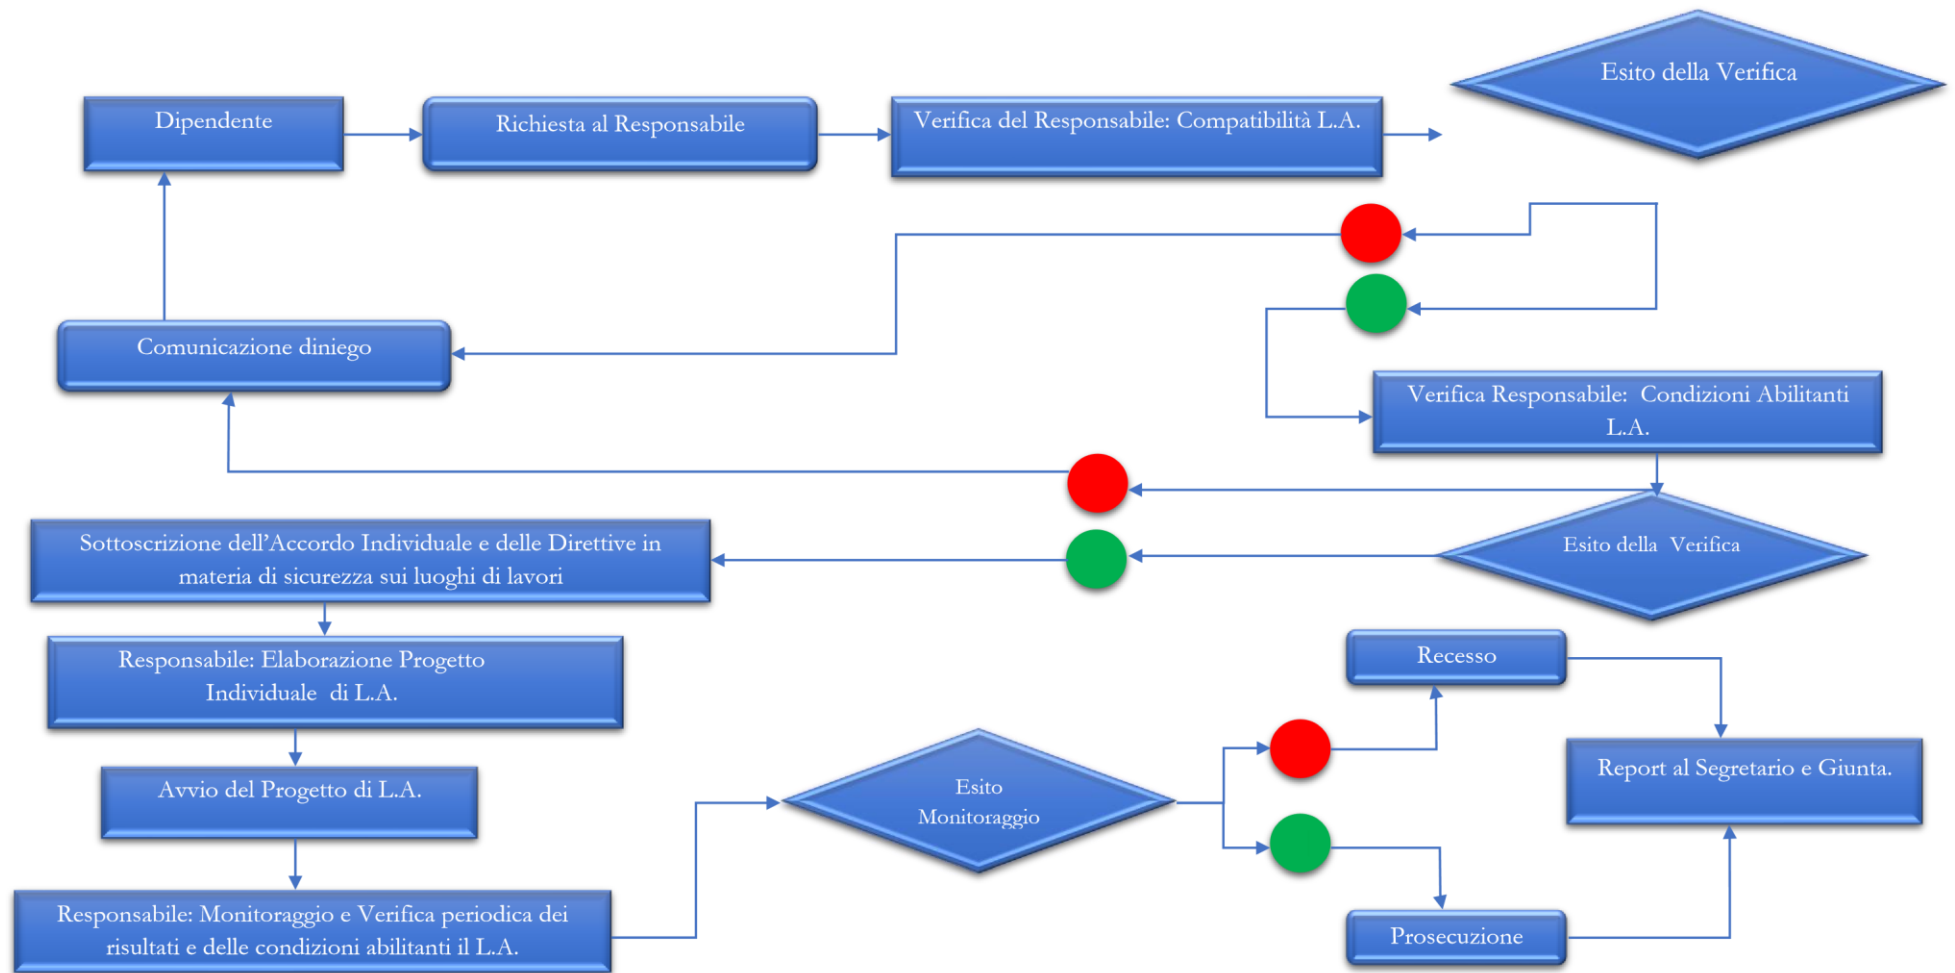 Dipendente
Richiesta al Responsabile
Verifica del Responsabile: Compatibilità L.A.
Esito della Verifica
Comunicazione diniego
Verifica Responsabile: Condizioni Abilitanti
L.A.
Esito della Verifica
Sottoscrizione dell’Accordo Individuale e delle Direttive in
materia di sicurezza sui luoghi di lavori
Responsabile: Elaborazione Progetto
Individuale di L.A.
Avvio del Progetto di L.A.
Responsabile: Monitoraggio e Verifica periodica dei
risultati e delle condizioni abilitanti il L.A.
Esito
Monitoraggio
Recesso
Prosecuzione
Report al Segretario e Giunta.